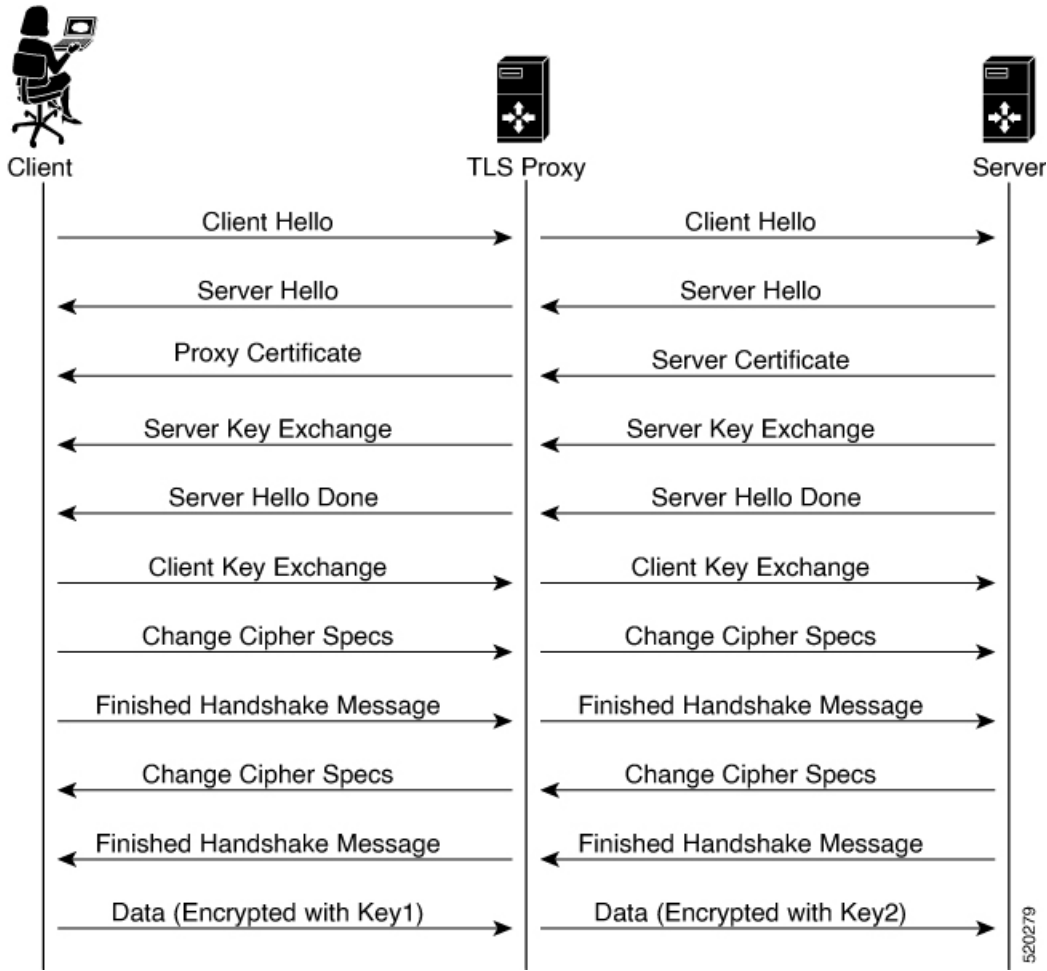 Client
TLS Proxy
Server
Client Hello
Client Hello
Server Hello
Server Hello
Proxy Certificate
Server Certificate
Server Key Exchange
Server Key Exchange
Server Hello Done
Server Hello Done
Client Key Exchange
Client Key Exchange
Change Cipher Specs
Change Cipher Specs
Finished Handshake Message
Finished Handshake Message
Change Cipher Specs
Change Cipher Specs
Finished Handshake Message
Finished Handshake Message
Data (Encrypted with Key1)
Data (Encrypted with Key2)
520279